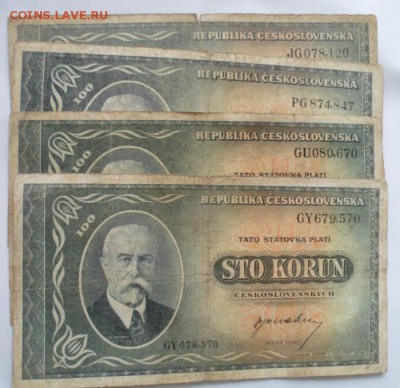 COINS.LAVE.RU
REPUBLIKA ČESKOSLOVENSKÁ
JG078.120
100
REPUBLIKA ČESKOSLOVENSKÁ
PG874.847
100
REPUBLIKA ČESKOSLOVENSKÁ
GU080.670
100
TATO STÁTOVKA PLATÍ
REPUBLIKA ČESKOSLOVENSKÁ
GY679.570
100
TATO STÁTOVKA PLATÍ
STO KORUN
ČESKOSLOVENSKÝCH
GY679.570